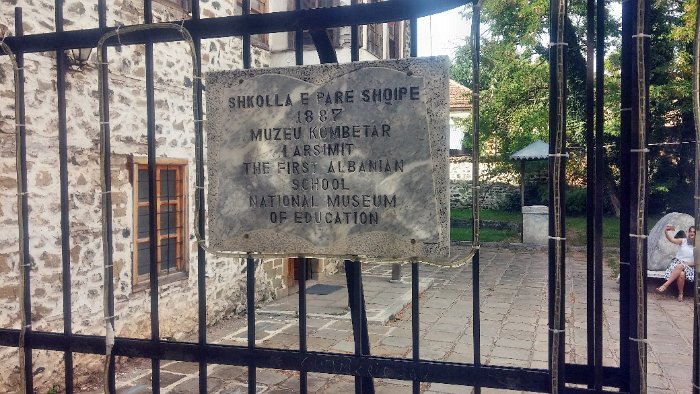 SHKOLLA E PARE SHQIPE
1887
MUZEU KOMBETAR
I ARSIMIT
THE FIRST ALBANIAN
SCHOOL
NATIONAL MUSEUM
OF EDUCATION